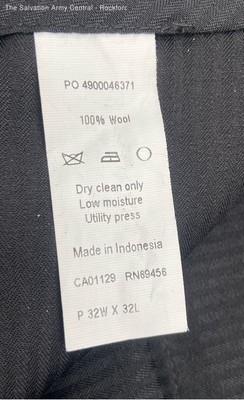 The Salvation Army Central - Rockforc
PO 4900046371
100% Wool
Dry clean only
Low moisture
Utility press
Made in Indonesia
CA01129 RN69456
P 32W X 32L